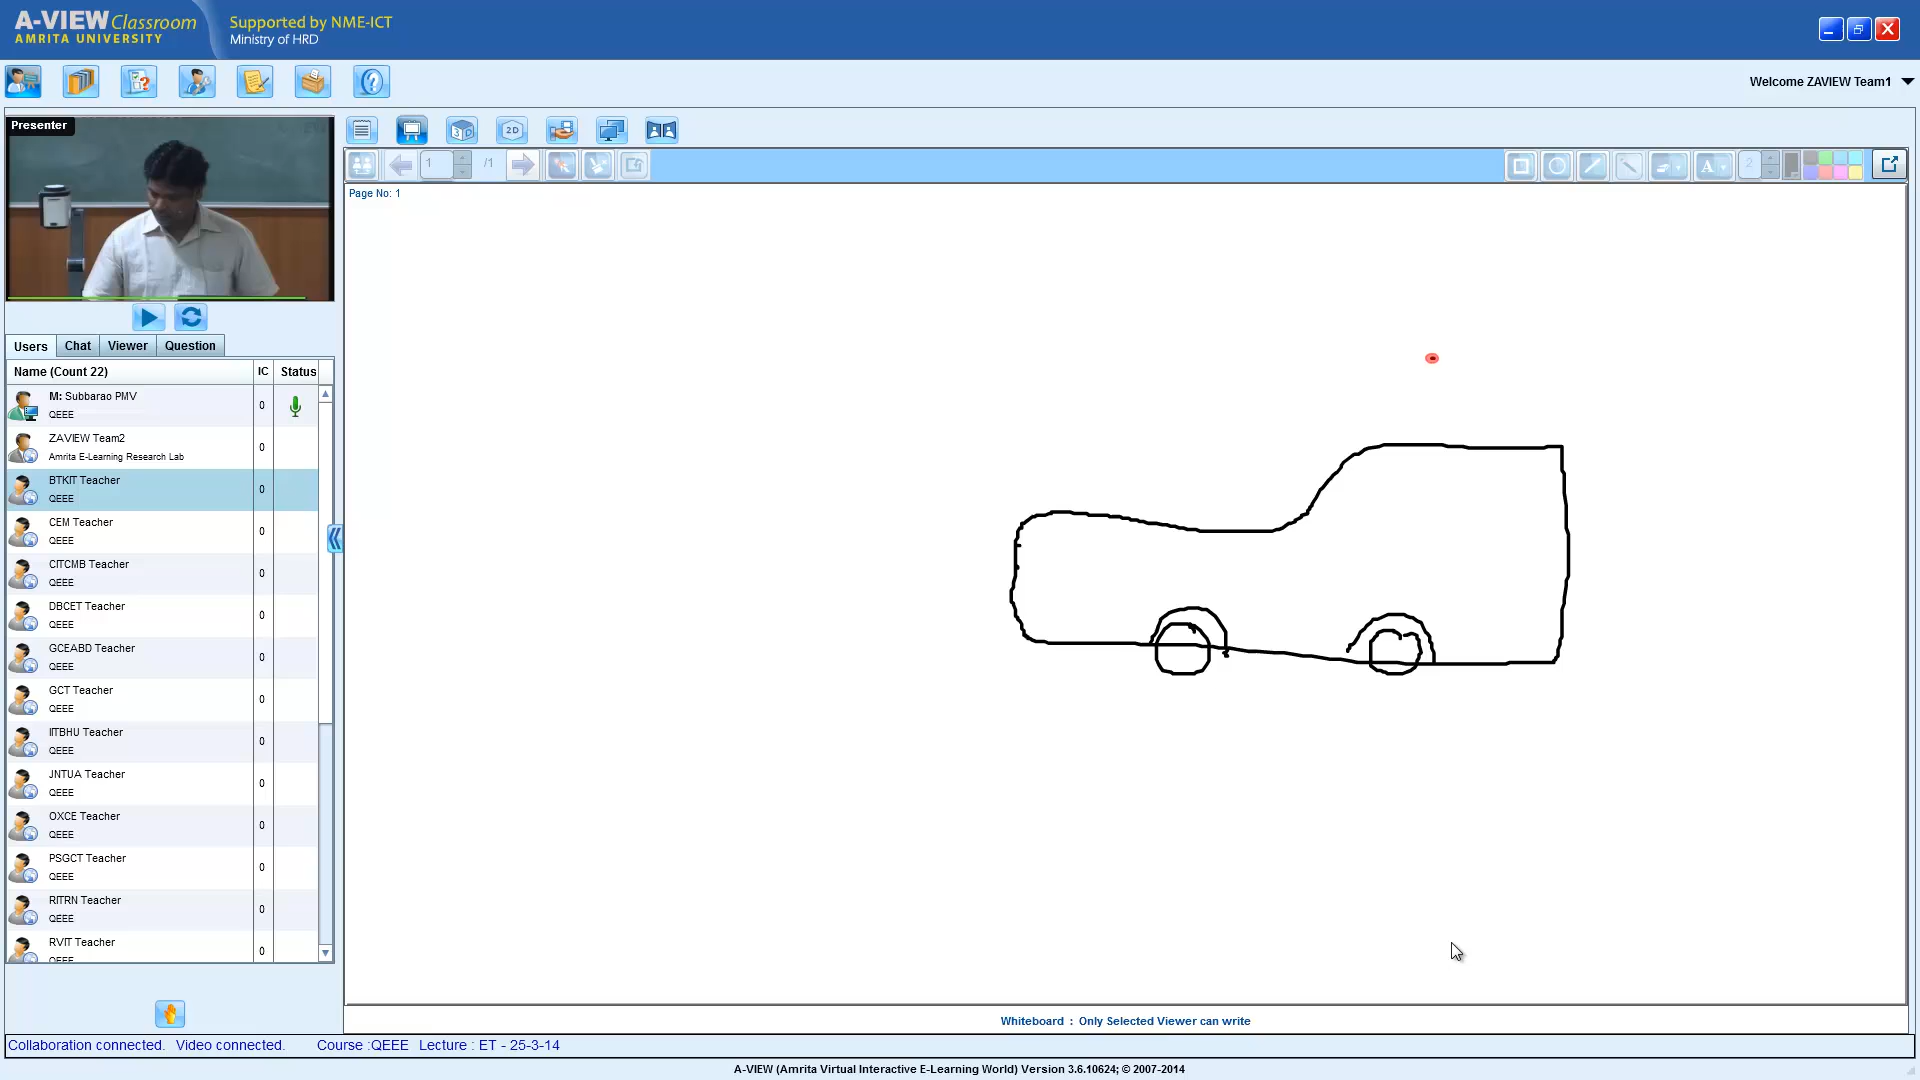 A-VIEW Classroom
AMRITA UNIVERSITY
Supported by NME-ICT
Ministry of HRD
Welcome ZAVIEW Team1
Presenter
3D
2D
1 /1
A
2
Page No: 1
Users Chat Viewer Question
Name (Count 22) IC Status
M: Subbarao PMV
QEEE
0
ZAVIEW Team2
Amrita E-Learning Research Lab
0
BTKIT Teacher
QEEE
0
CEM Teacher
QEEE
0
CITCMB Teacher
QEEE
0
DBCET Teacher
QEEE
0
GCEABD Teacher
QEEE
0
GCT Teacher
QEEE
0
IITBHU Teacher
QEEE
0
JNTUA Teacher
QEEE
0
OXCE Teacher
QEEE
0
PSGCT Teacher
QEEE
0
RITRN Teacher
QEEE
0
RVIT Teacher
QEEE
0
Whiteboard : Only Selected Viewer can write
Collaboration connected. Video connected. Course :QEEE Lecture : ET - 25-3-14
A-VIEW (Amrita Virtual Interactive E-Learning World) Version 3.6.10624; © 2007-2014